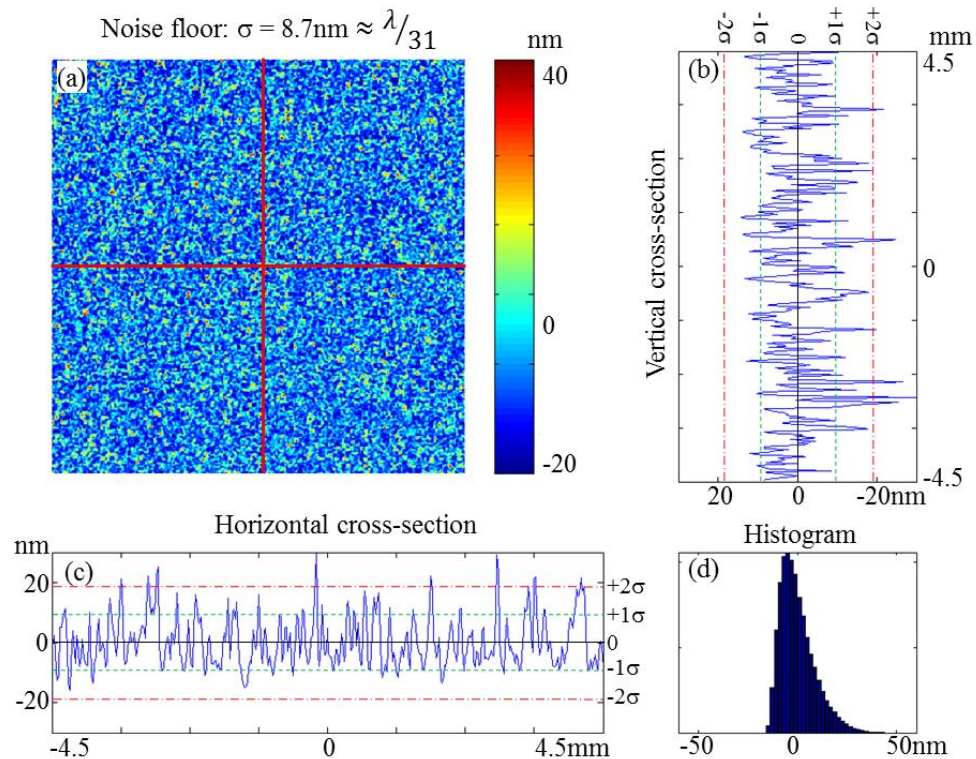 Noise floor: σ = 8.7nm ≈ λ/31
(a)
nm
40
0
-20
(b)
-2σ
-1σ
0
+1σ
+2σ
mm
4.5
0
-4.5
Vertical cross-section
20
0
-20nm
Horizontal cross-section
nm
(c)
20
0
-20
+2σ
+1σ
0
-1σ
-2σ
-4.5
0
4.5mm
Histogram
(d)
-50
0
50nm